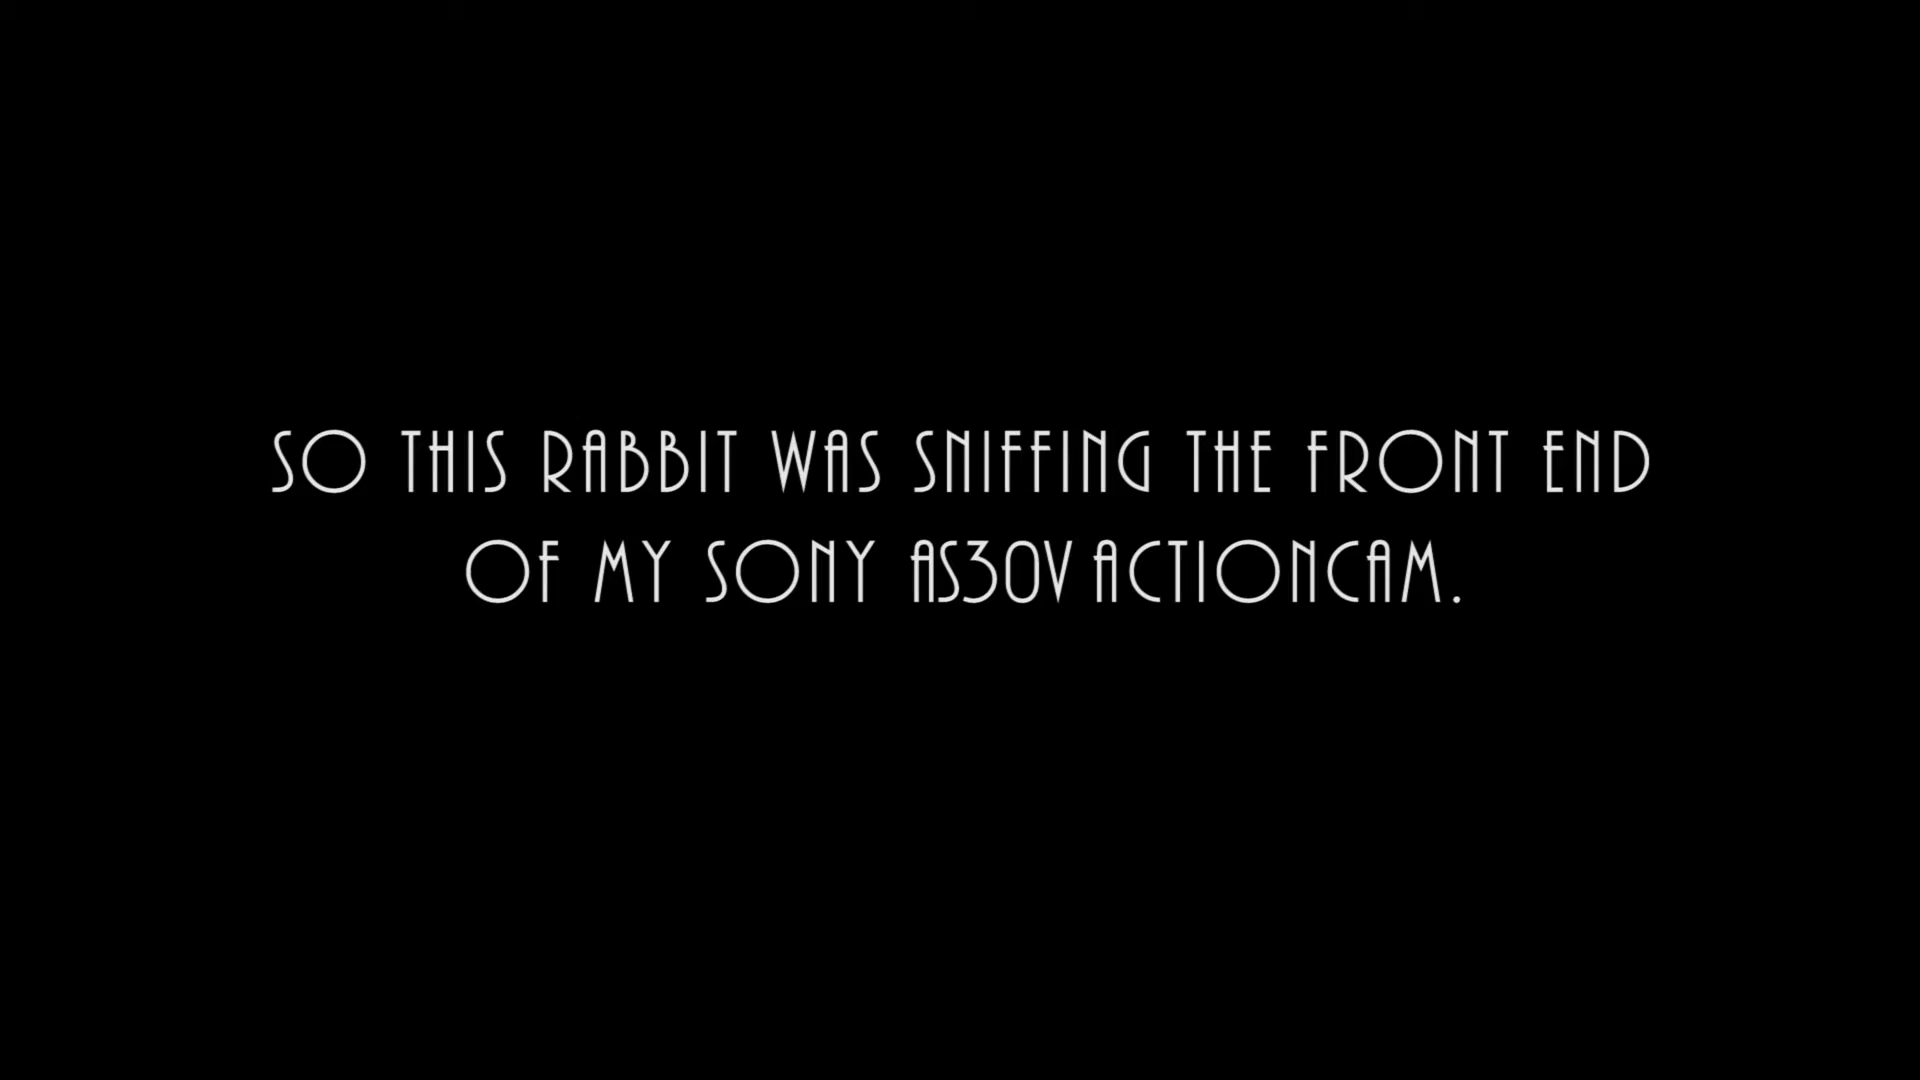 SO THIS RABBIT WAS SNIFFING THE FRONT END
OF MY SONY AS30V ACTIONCAM.